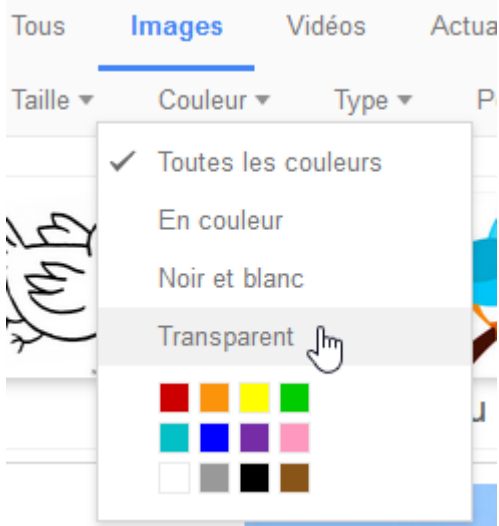 Tous Images Vidéos Actua
Taille Couleur Type P
Toutes les couleurs
En couleur
Noir et blanc
Transparent
u